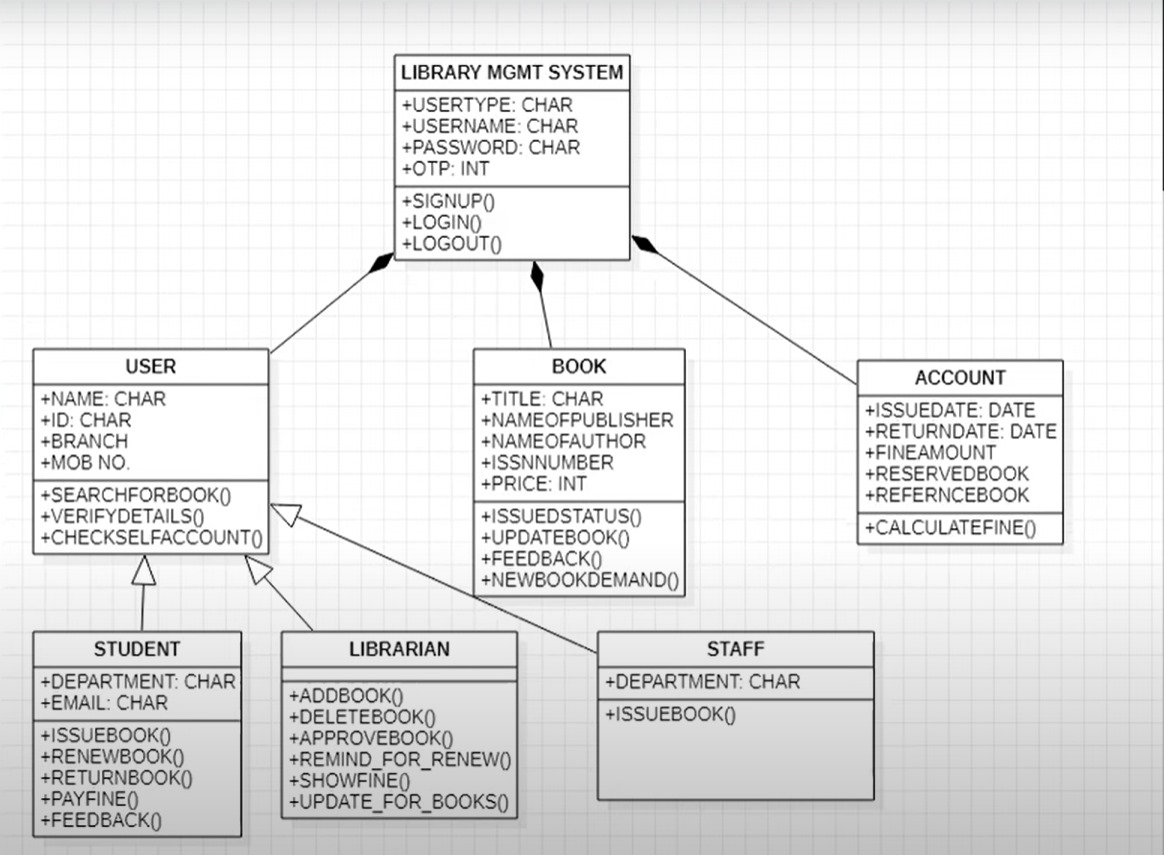 LIBRARY MGMT SYSTEM
+USERTYPE: CHAR
+USERNAME: CHAR
+PASSWORD: CHAR
+OTP: INT
+SIGNUP()
+LOGIN()
+LOGOUT()
USER
+NAME: CHAR
+ID: CHAR
+BRANCH
+MOB NO.
+SEARCHFORBOOK()
+VERIFYDETAILS()
+CHECKSELFACCOUNT()
BOOK
+TITLE: CHAR
+NAMEOFPUBLISHER
+NAMEOFAUTHOR
+ISSNNUMBER
+PRICE: INT
+ISSUEDSTATUS()
+UPDATEBOOK()
+FEEDBACK()
+NEWBOOKDEMAND()
ACCOUNT
+ISSUEDATE: DATE
+RETURNDATE: DATE
+FINEAMOUNT
+RESERVEDBOOK
+REFERNCEBOOK
+CALCULATEFINE()
STUDENT
+DEPARTMENT: CHAR
+EMAIL: CHAR
+ISSUEBOOK()
+RENEWBOOK()
+RETURNBOOK()
+PAYFINE()
+FEEDBACK()
LIBRARIAN
+ADDBOOK()
+DELETEBOOK()
+APPROVEBOOK()
+REMIND_FOR_RENEW()
+SHOWFINE()
+UPDATE_FOR_BOOKS()
STAFF
+DEPARTMENT: CHAR
+ISSUEBOOK()